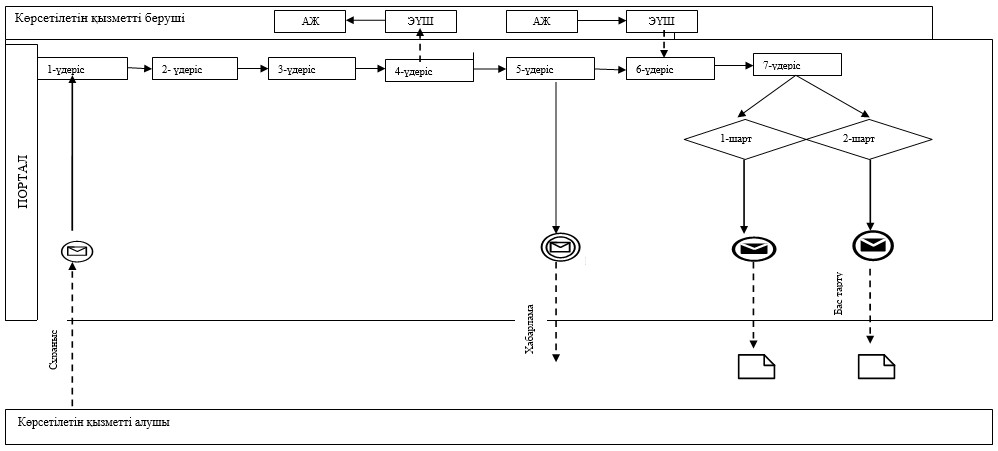 Көрсетілетін қызметті беруші
АЖ
ЭҮШ
АЖ
ЭҮШ
ПОРТАЛ
1-үдеріс
2- үдеріс
3-үдеріс
4-үдеріс
5-үдеріс
6-үдеріс
7-үдеріс
1-шарт
2-шарт
Сұраныс
Хабарлама
Бас тарту
Көрсетілетін қызметті алушы